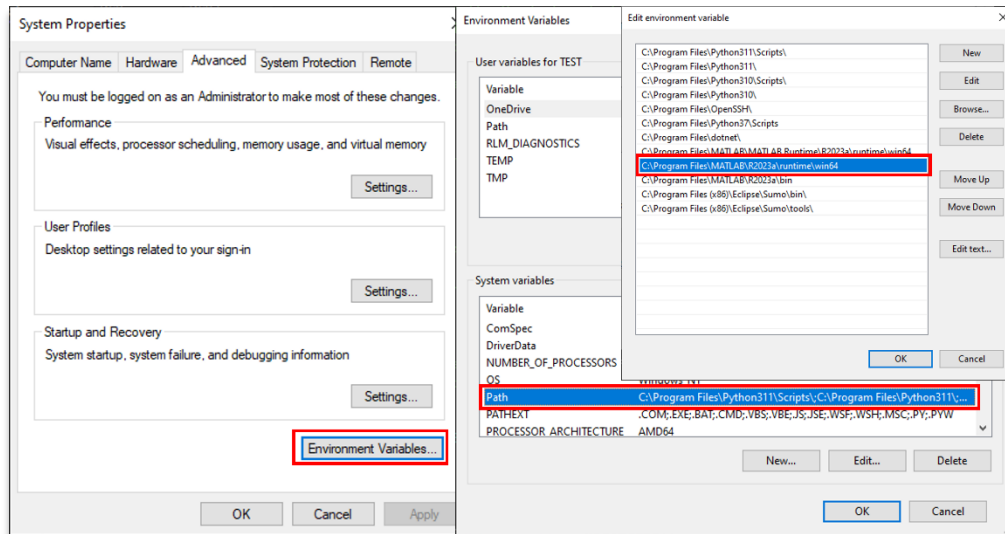 System Properties
Computer Name Hardware Advanced System Protection Remote
You must be logged on as an Administrator to make most of these changes.
Performance
Visual effects, processor scheduling, memory usage, and virtual memory
Settings...
User Profiles
Desktop settings related to your sign-in
Settings...
Startup and Recovery
System startup, system failure, and debugging information
Settings...
Environment Variables...
OK Cancel Apply
Environment Variables
User variables for TEST
Variable
OneDrive
Path
RLM_DIAGNOSTICS
TEMP
TMP
System variables
Variable
ComSpec
DriverData
NUMBER_OF_PROCESSORS
OS Windows_NT
Path C:\Program Files\Python311\Scripts\;C:\Program Files\Python311\;...
PATHEXT .COM;.EXE;.BAT;.CMD;.VBS;.VBE;.JS;.JSE;.WSF;.WSH;.MSC;.PY;.PYW
PROCESSOR_ARCHITECTURE AMD64
New... Edit... Delete
OK Cancel
Edit environment variable
C:\Program Files\Python311\Scripts\
C:\Program Files\Python311\
C:\Program Files\Python310\Scripts\
C:\Program Files\Python310\
C:\Program Files\OpenSSH\
C:\Program Files\Python37\Scripts
C:\Program Files\dotnet\
C:\Program Files\MATLAB\MATLAB Runtime\R2023a\runtime\win64
C:\Program Files\MATLAB\R2023a\runtime\win64
C:\Program Files\MATLAB\R2023a\bin
C:\Program Files (x86)\Eclipse\Sumo\bin\
C:\Program Files (x86)\Eclipse\Sumo\tools\
New
Edit
Browse...
Delete
Move Up
Move Down
Edit text...
OK Cancel